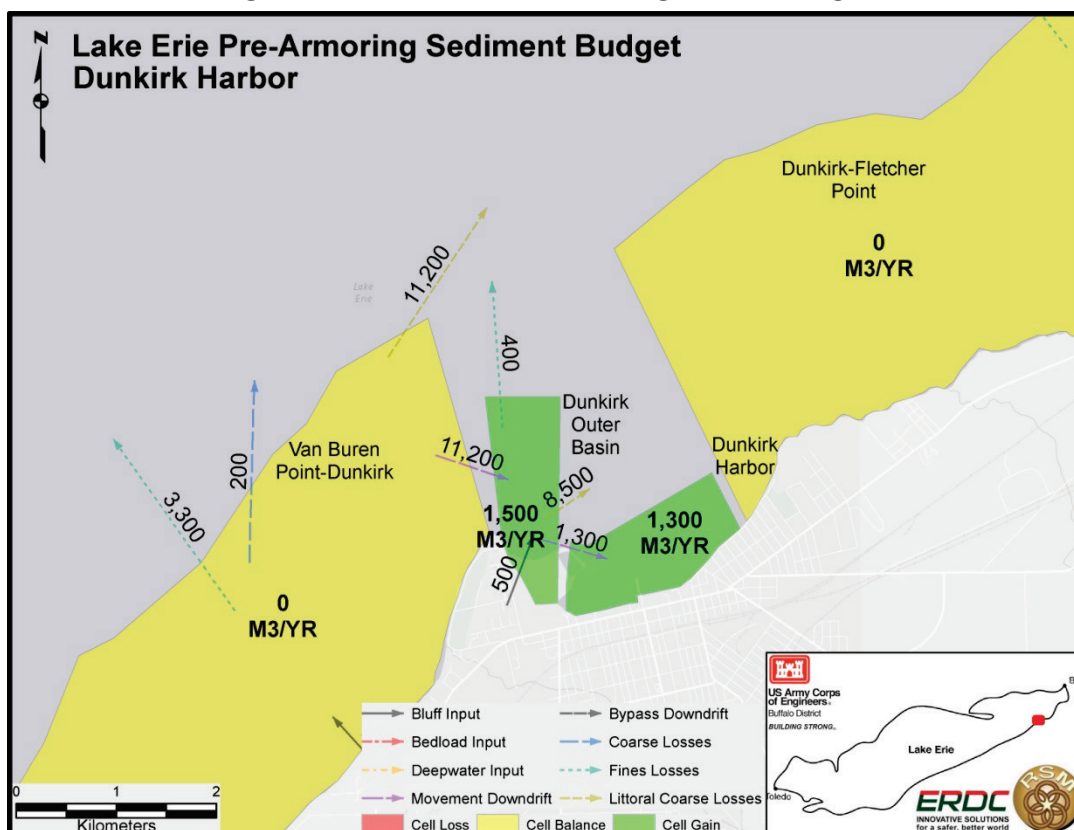 N
Lake Erie Pre-Armoring Sediment Budget
Dunkirk Harbor
Dunkirk-Fletcher
Point
0
M3/YR
11,200
Lake
Erie
400
Dunkirk
Outer
Basin
Dunkirk
Harbor
Van Buren
Point-Dunkirk
200
3,300
11,200
8,500
1,500
M3/YR
1,300
1,300
M3/YR
500
0
M3/YR
Bluff Input
Bedload Input
Deepwater Input
Movement Downdrift
Bypass Downdrift
Coarse Losses
Fines Losses
Littoral Coarse Losses
Cell Loss
Cell Balance
Cell Gain
0 1 2
Kilometers
US Army Corps
of Engineers®
Buffalo District
BUILDING STRONG®
B
Lake Erie
Toledo
ERDC
INNOVATIVE SOLUTIONS
for a safer, better world
RSM